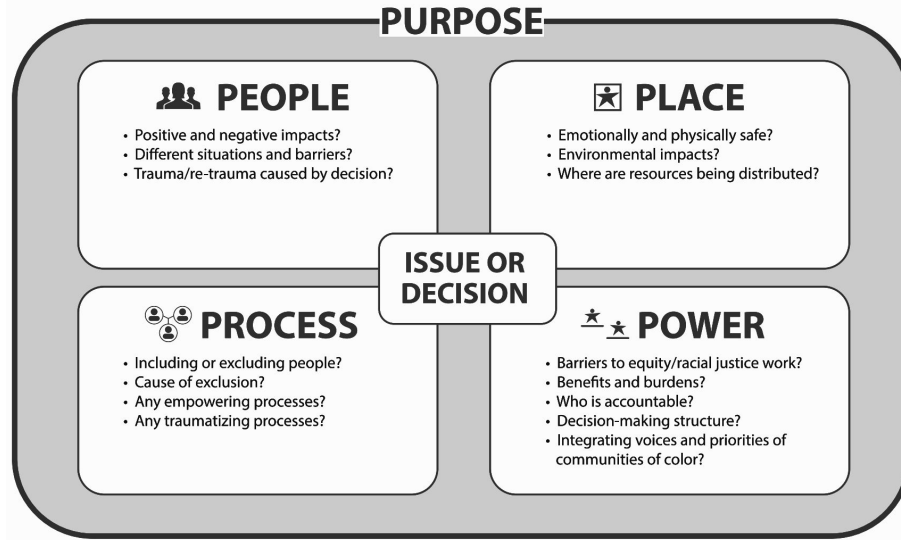 PURPOSE
PEOPLE
• Positive and negative impacts?
• Different situations and barriers?
• Trauma/re-trauma caused by decision?
PLACE
• Emotionally and physically safe?
• Environmental impacts?
• Where are resources being distributed?
ISSUE OR
DECISION
PROCESS
• Including or excluding people?
• Cause of exclusion?
• Any empowering processes?
• Any traumatizing processes?
POWER
• Barriers to equity/racial justice work?
• Benefits and burdens?
• Who is accountable?
• Decision-making structure?
• Integrating voices and priorities of
communities of color?